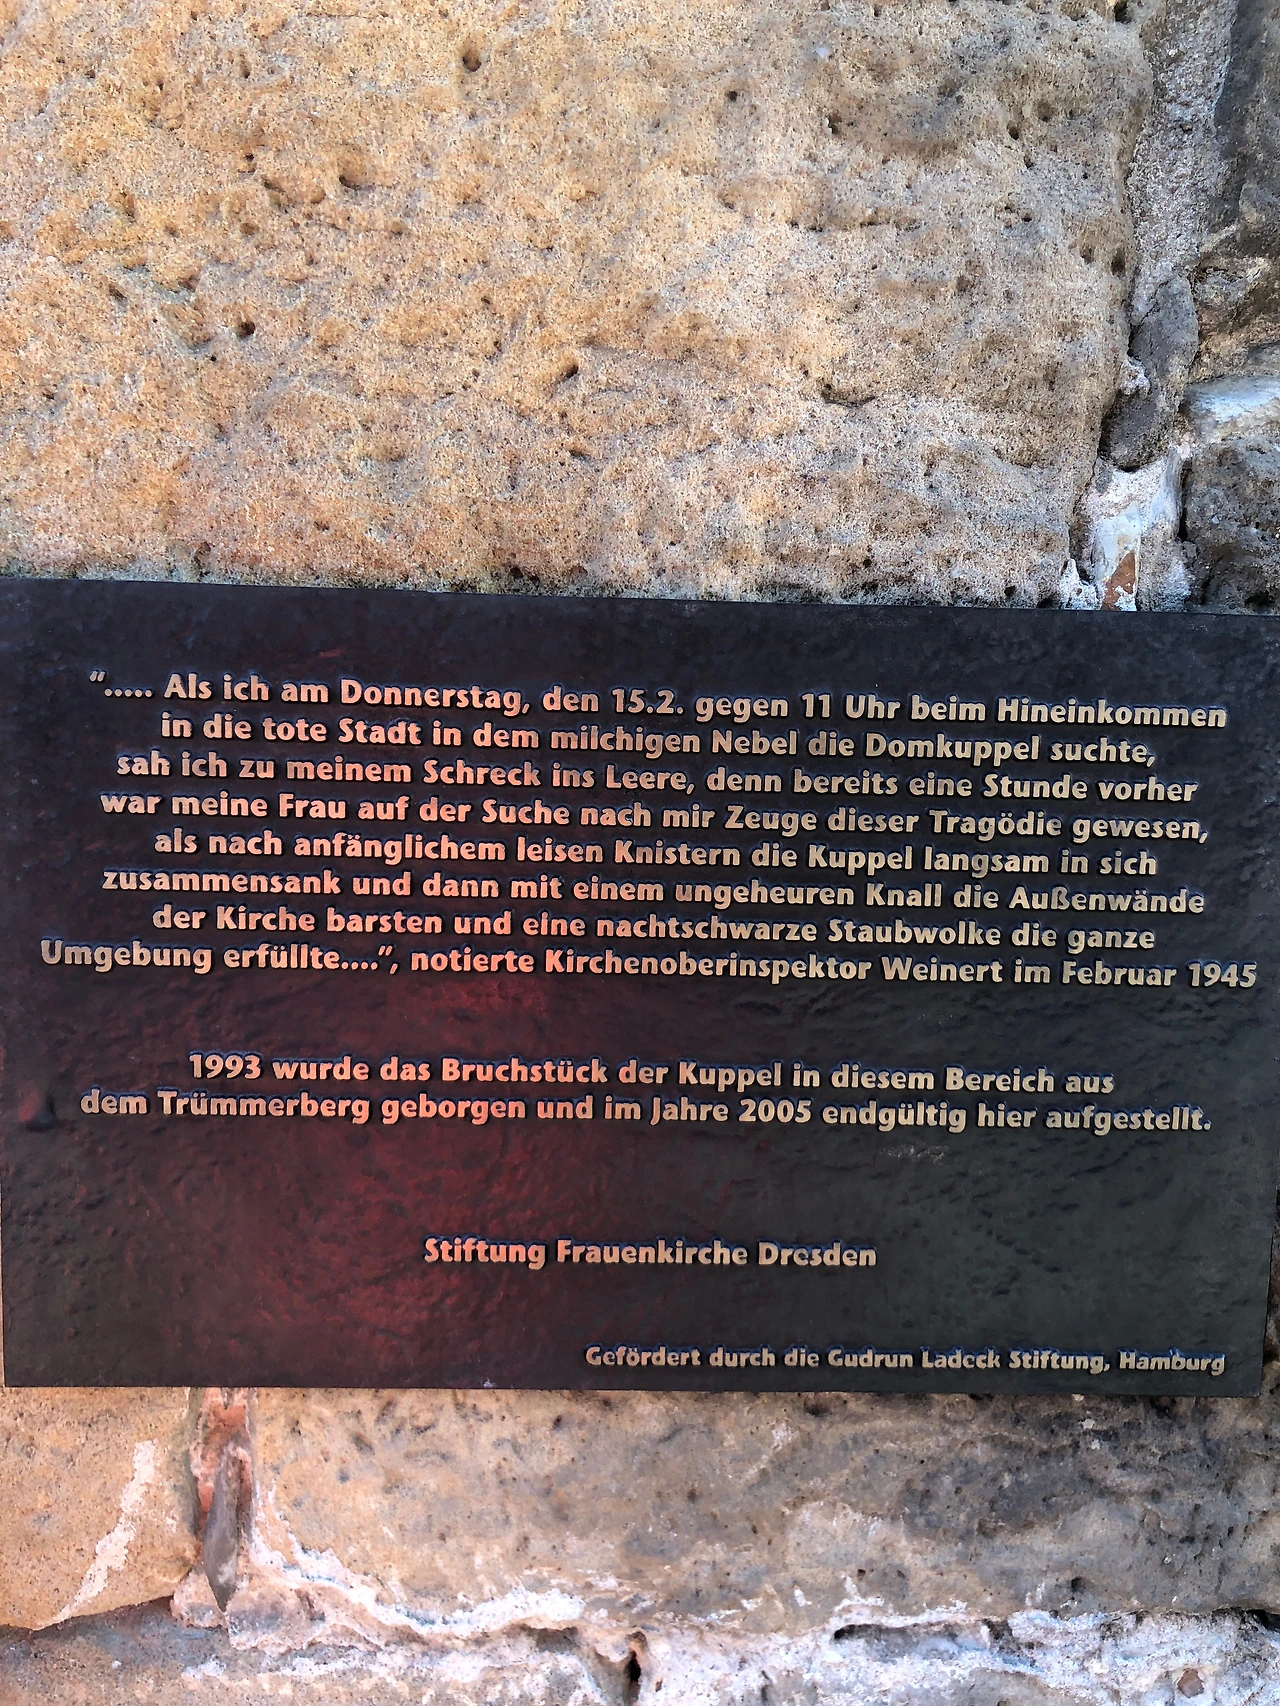 "..... Als ich am Donnerstag, den 15.2. gegen 11 Uhr beim Hineinkommen
in die tote Stadt in dem milchigen Nebel die Domkuppel suchte,
sah ich zu meinem Schreck ins Leere, denn bereits eine Stunde vorher
war meine Frau auf der Suche nach mir Zeuge dieser Tragödie gewesen,
als nach anfänglichem leisen Knistern die Kuppel langsam in sich
zusammensank und dann mit einem ungeheuren Knall die Außenwände
der Kirche barsten und eine nachtschwarze Staubwolke die ganze
Umgebung erfüllte....", notierte Kirchenoberinspektor Weinert im Februar 1945
1993 wurde das Bruchstück der Kuppel in diesem Bereich aus
dem Trümmerberg geborgen und im Jahre 2005 endgültig hier aufgestellt.
Stiftung Frauenkirche Dresden
Gefördert durch die Gudrun Ladeck Stiftung, Hamburg